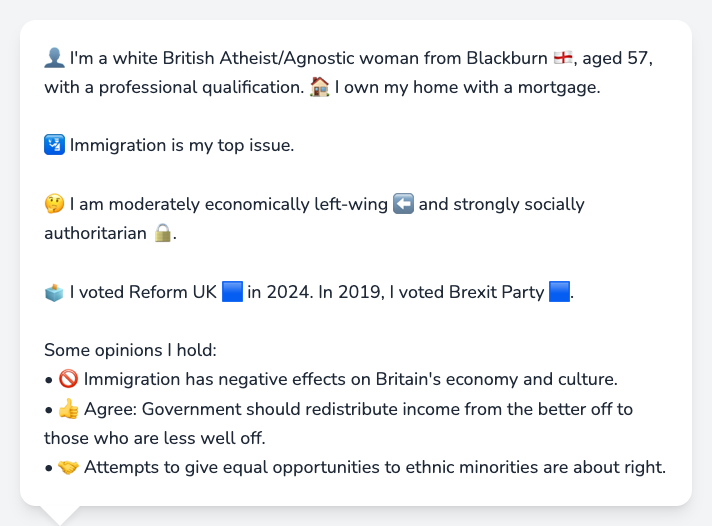 👤 I'm a white British Atheist/Agnostic woman from Blackburn 🏴󠁧󠁢󠁥󠁮󠁧󠁿, aged 57,
with a professional qualification. 🏠 I own my home with a mortgage.
🛂 Immigration is my top issue.
🤔 I am moderately economically left-wing ⬅️ and strongly socially
authoritarian 🔒.
🗳️ I voted Reform UK 🟦 in 2024. In 2019, I voted Brexit Party 🟦.
Some opinions I hold:
• 🚫 Immigration has negative effects on Britain's economy and culture.
• 👍 Agree: Government should redistribute income from the better off to
those who are less well off.
• 🤝 Attempts to give equal opportunities to ethnic minorities are about right.